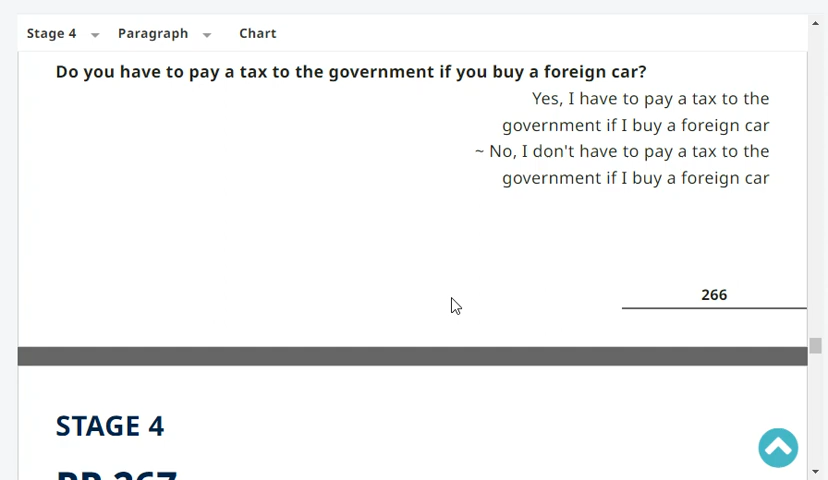 Stage 4 Paragraph Chart
Do you have to pay a tax to the government if you buy a foreign car?
Yes, I have to pay a tax to the
government if I buy a foreign car
~ No, I don't have to pay a tax to the
government if I buy a foreign car
266
STAGE 4
PR 267